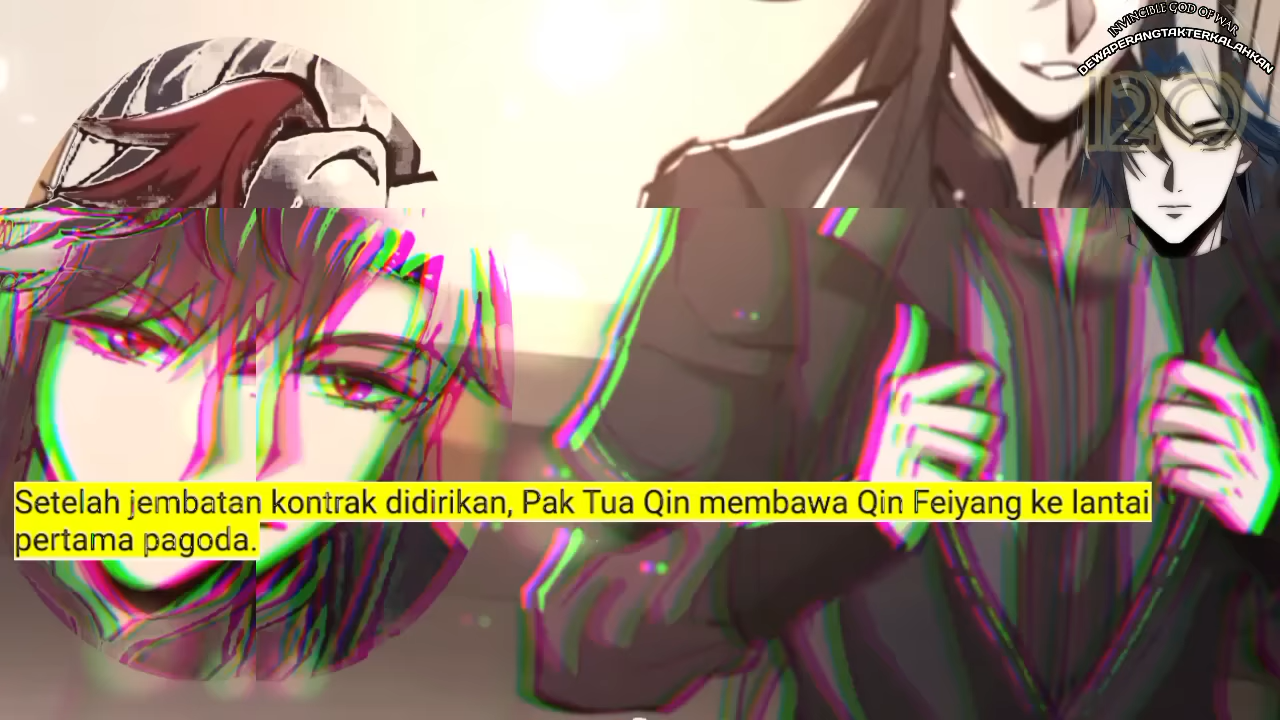 INVINCIBLE GOD OF WAR
DEWAPERANGTAKTERKALAHKAN
120
Setelah jembatan kontrak didirikan, Pak Tua Qin membawa Qin Feiyang ke lantai
pertama pagoda.